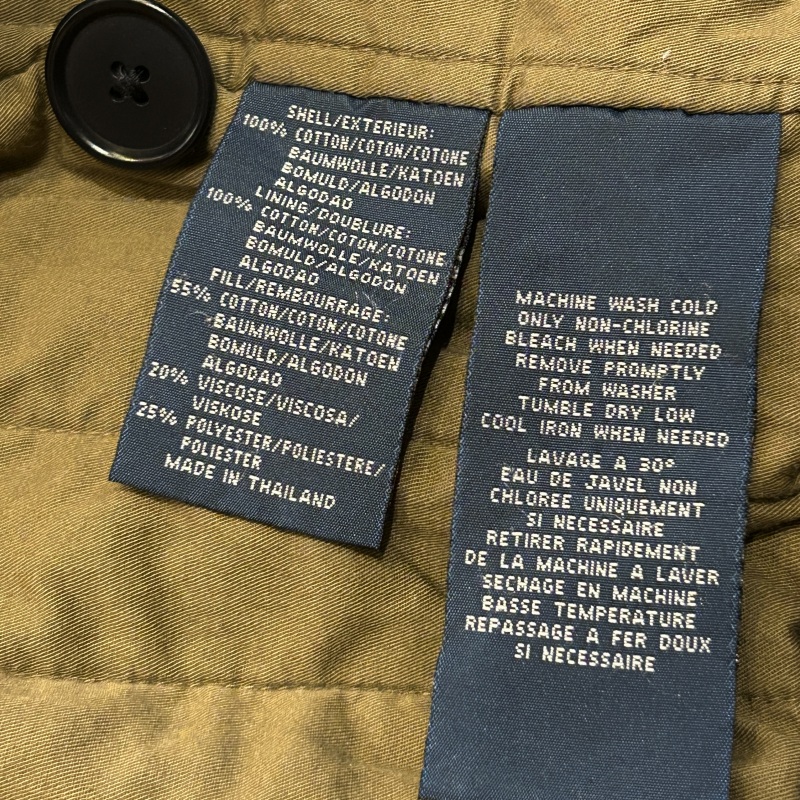 SHELL/EXTERIEUR:
100% COTTON/COTON/COTONE
BAUMWOLLE/KATOEN
BOMULD/ALGODON
ALGODAO
LINING/DOUBLURE:
100% COTTON/COTON/COTONE
BAUMWOLLE/KATOEN
BOMULD/ALGODON
ALGODAO
FILL/REMBOURRAGE:
55% COTTON/COTON/COTONE
BAUMWOLLE/KATOEN
BOMULD/ALGODON
ALGODAO
20% VISCOSE/VISCOSA/
VISKOSE
25% POLYESTER/POLIESTERE/
POLIESTER
MADE IN THAILAND
MACHINE WASH COLD
ONLY NON-CHLORINE
BLEACH WHEN NEEDED
REMOVE PROMPTLY
FROM WASHER
TUMBLE DRY LOW
COOL IRON WHEN NEEDED
LAVAGE A 30°
EAU DE JAVEL NON
CHLOREE UNIQUEMENT
SI NECESSAIRE
RETIRER RAPIDEMENT
DE LA MACHINE A LAVER
SECHAGE EN MACHINE:
BASSE TEMPERATURE
REPASSAGE A FER DOUX
SI NECESSAIRE